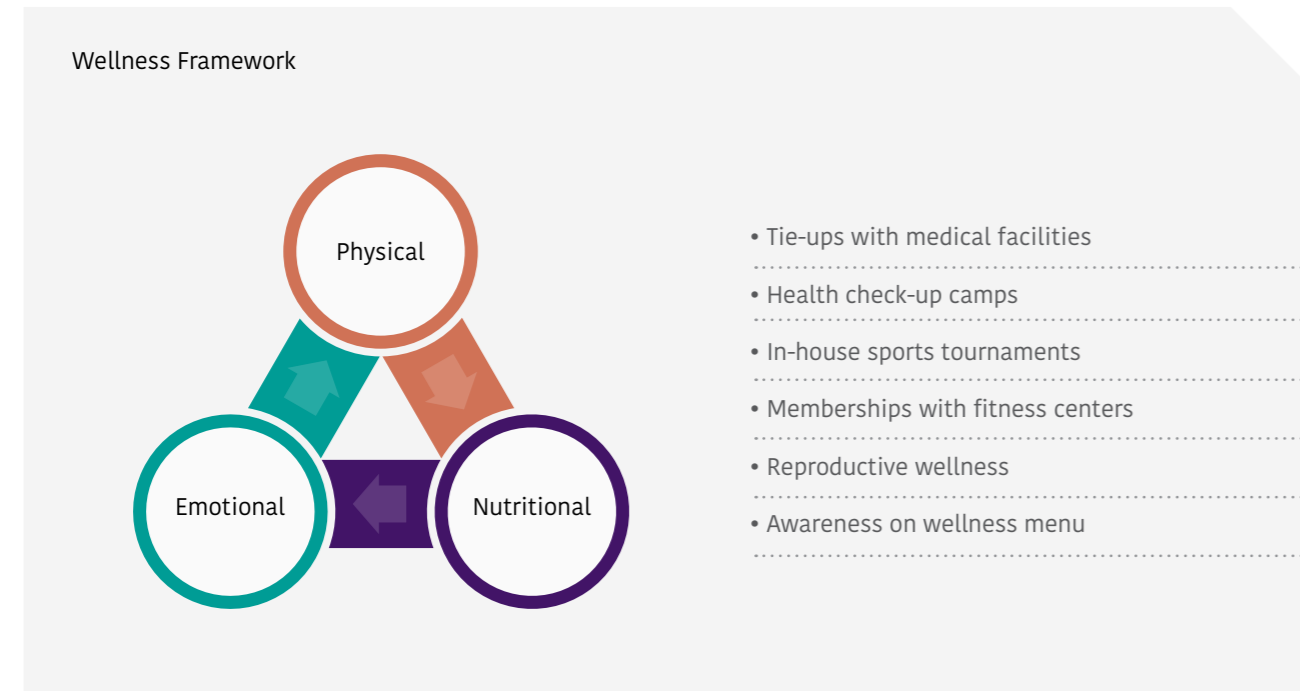 Wellness Framework
Physical
Emotional
Nutritional
• Tie-ups with medical facilities
• Health check-up camps
• In-house sports tournaments
• Memberships with fitness centers
• Reproductive wellness
• Awareness on wellness menu